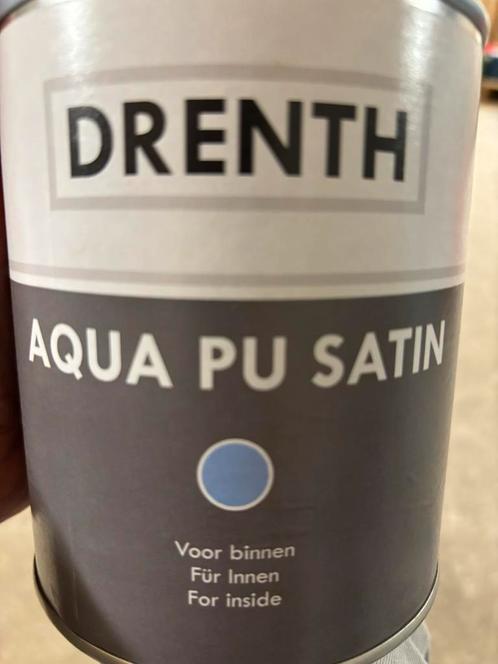 DRENTH
AQUA PU SATIN
Voor binnen
Für Innen
For inside